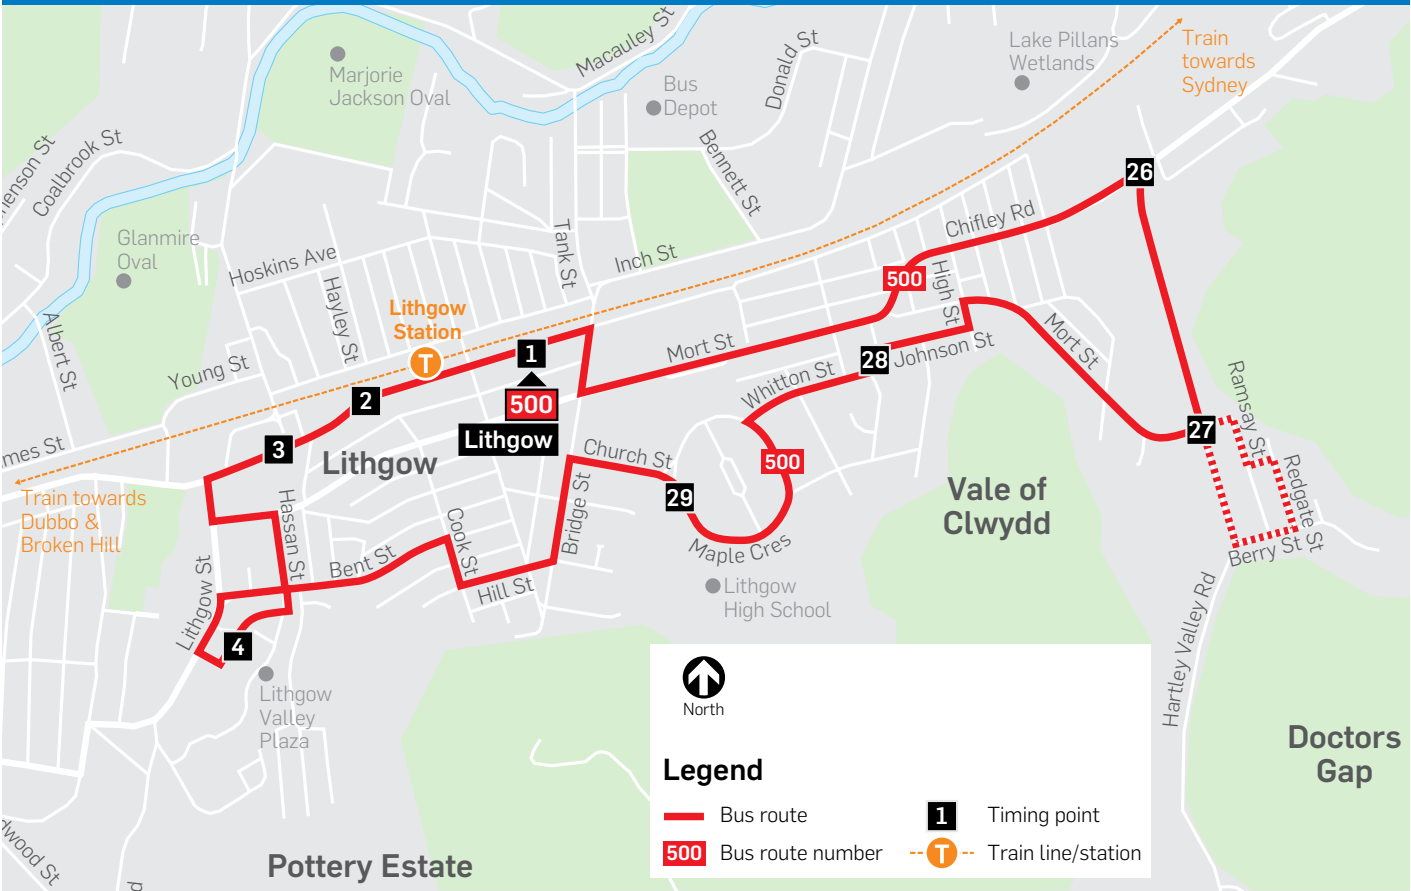 Macauley St
Donald St
Lake Pillans
Wetlands
Train
towards
Sydney
Marjorie
Jackson Oval
Bus
Depot
Coalbrook St
Bennett St
26
Glanmire
Oval
Hoskins Ave
Tank St
Inch St
Chifley Rd
500
High St
Hayley St
Lithgow
Station
T
Albert St
Young St
1
Mort St
28
Johnson St
Mort St
2
500
Lithgow
Whitton St
Ramsay St
3
Lithgow
Church St
500
27
Train towards
Dubbo &
Broken Hill
29
Vale of
Clwydd
Redgate St
Hassan St
Cook St
Bridge St
Maple Cres
Berry St
Bent St
Hill St
Lithgow
High School
Lithgow St
4
Hartley Valley Rd
Lithgow
Valley
Plaza
North
Doctors
Gap
Legend
Bus route
1
Timing point
500
Bus route number
T
Train line/station
Pottery Estate